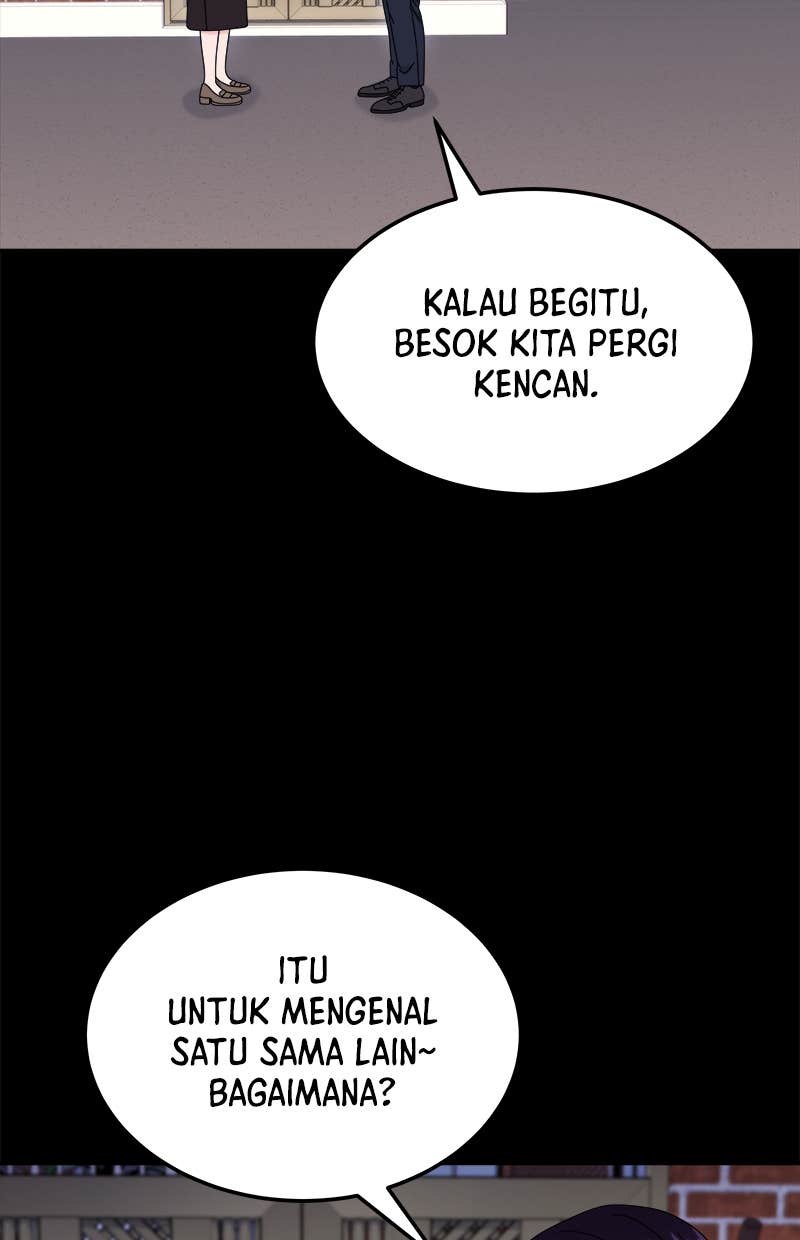 KALAU BEGITU,
BESOK KITA PERGI
KENCAN.
ITU
UNTUK MENGENAL
SATU SAMA LAIN~
BAGAIMANA?